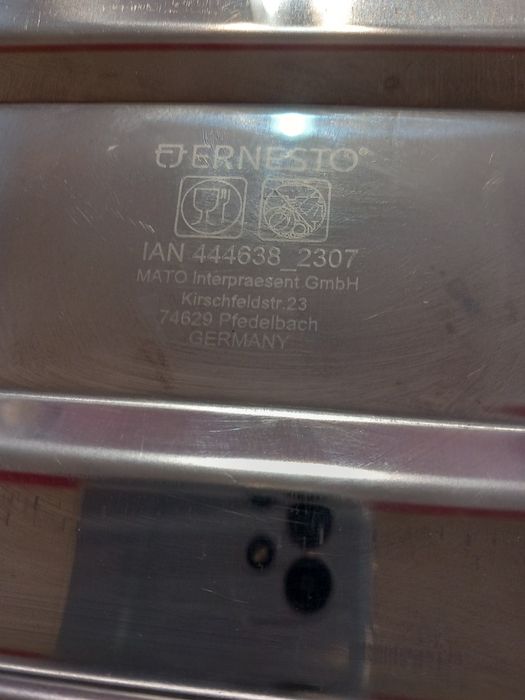 ERNESTO®
IAN 444638_2307
MATO Interpraesent GmbH
Kirschfeldstr.23
74629 Pfedelbach
GERMANY